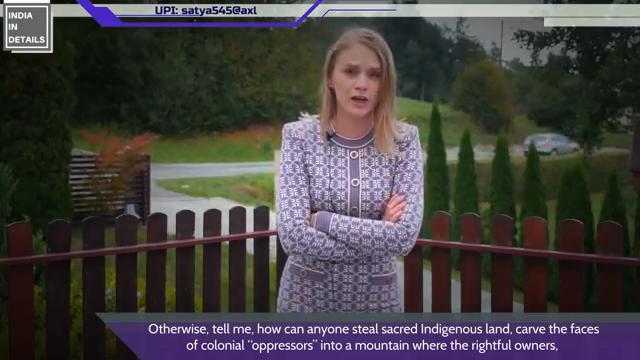 UPI: satya545@axl
INDIA
IN
DETAILS
Otherwise, tell me, how can anyone steal sacred Indigenous land, carve the faces
of colonial “oppressors” into a mountain where the rightful owners,